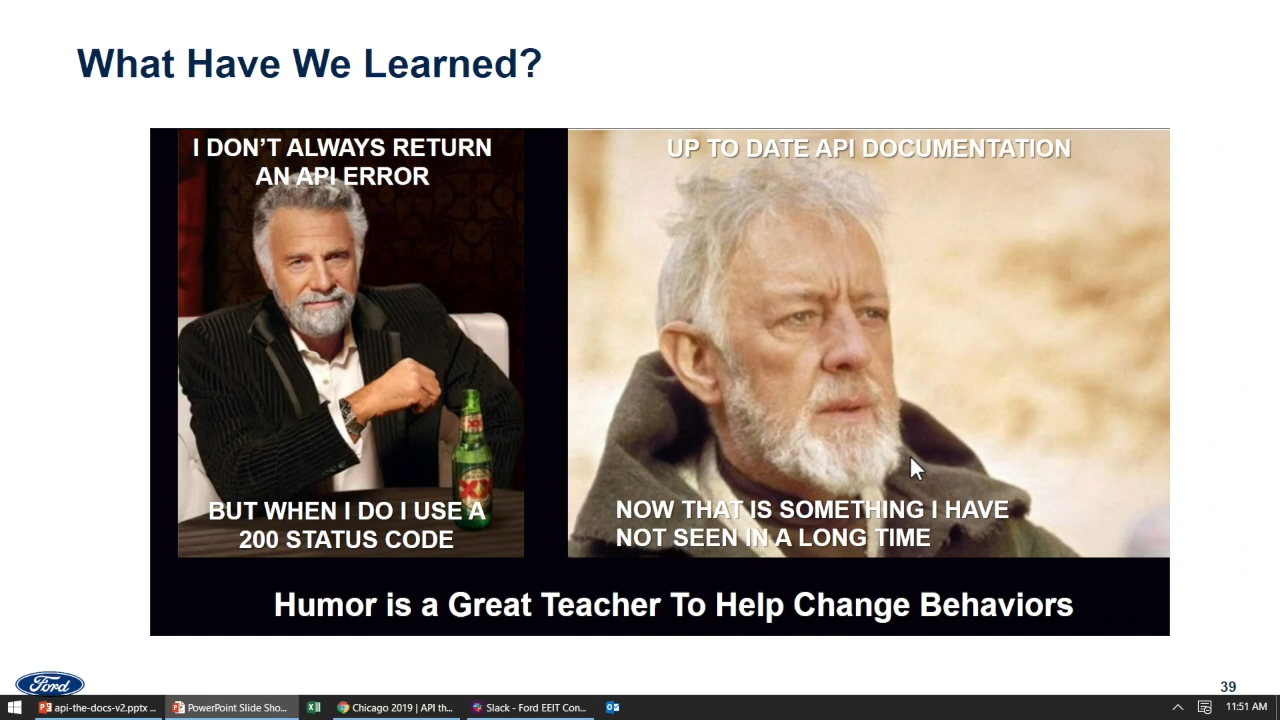 What Have We Learned?
I DON'T ALWAYS RETURN
AN API ERROR
BUT WHEN I DO I USE A
200 STATUS CODE
UP TO DATE API DOCUMENTATION
NOW THAT IS SOMETHING I HAVE
NOT SEEN IN A LONG TIME
Humor is a Great Teacher To Help Change Behaviors
Ford
39
api-the-docs-v2.pptx ...
PowerPoint Slide Sho...
Chicago 2019 | API th...
Slack - Ford EEIT Con...
11:51 AM